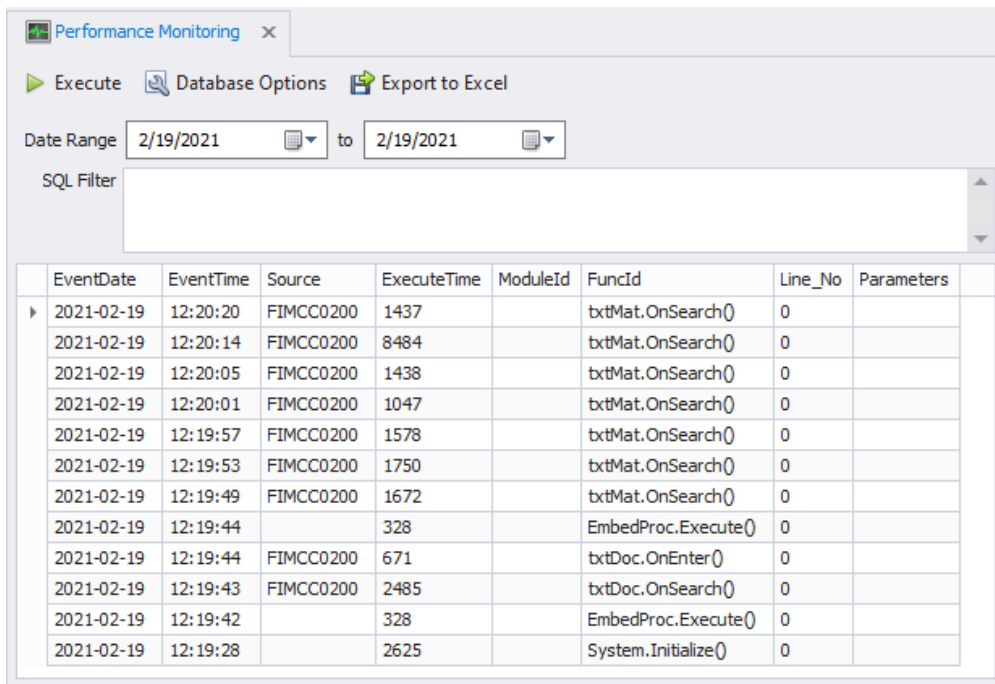 Performance Monitoring
Execute Database Options Export to Excel
Date Range 2/19/2021 to 2/19/2021
SQL Filter
EventDate EventTime Source ExecuteTime ModuleId FuncId Line_No Parameters
2021-02-19 12:20:20 FIMCC0200 1437 txtMat.OnSearch() 0
2021-02-19 12:20:14 FIMCC0200 8484 txtMat.OnSearch() 0
2021-02-19 12:20:05 FIMCC0200 1438 txtMat.OnSearch() 0
2021-02-19 12:20:01 FIMCC0200 1047 txtMat.OnSearch() 0
2021-02-19 12:19:57 FIMCC0200 1578 txtMat.OnSearch() 0
2021-02-19 12:19:53 FIMCC0200 1750 txtMat.OnSearch() 0
2021-02-19 12:19:49 FIMCC0200 1672 txtMat.OnSearch() 0
2021-02-19 12:19:44 328 EmbedProc.Execute() 0
2021-02-19 12:19:44 FIMCC0200 671 txtDoc.OnEnter() 0
2021-02-19 12:19:43 FIMCC0200 2485 txtDoc.OnSearch() 0
2021-02-19 12:19:42 328 EmbedProc.Execute() 0
2021-02-19 12:19:28 2625 System.Initialize() 0